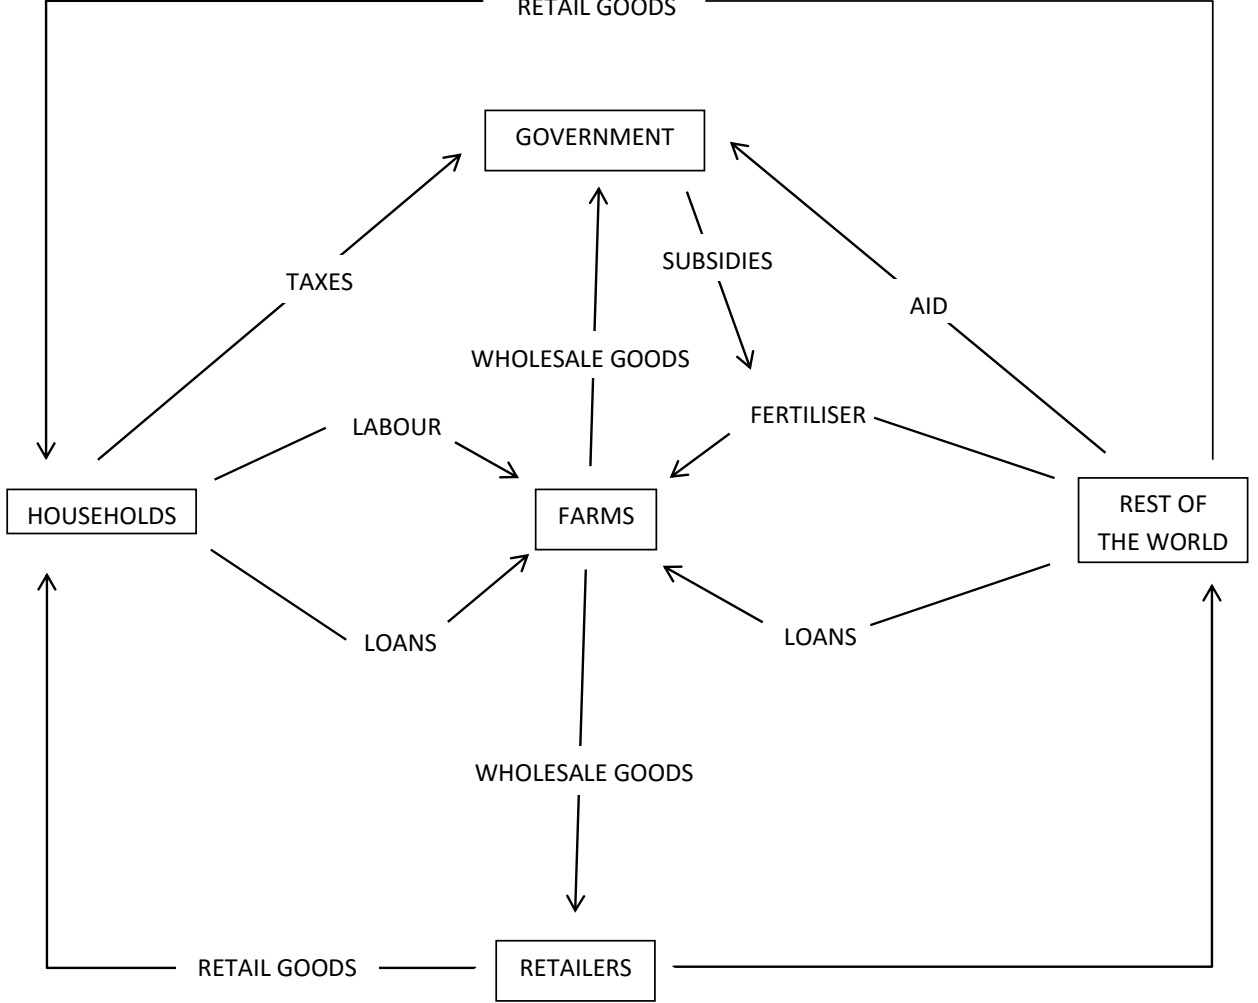 RETAIL GOODS
GOVERNMENT
SUBSIDIES
TAXES
AID
WHOLESALE GOODS
FERTILISER
LABOUR
HOUSEHOLDS
FARMS
REST OF
THE WORLD
LOANS
LOANS
WHOLESALE GOODS
RETAIL GOODS
RETAILERS